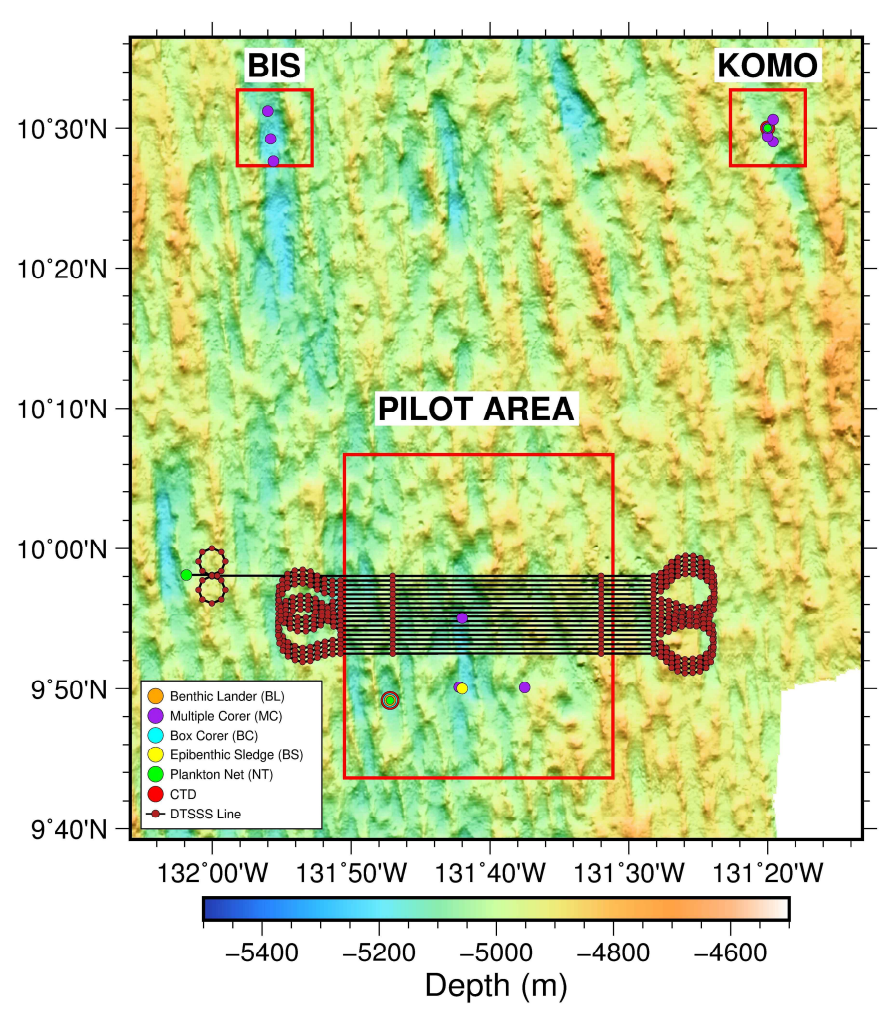 BIS
KOMO
10°30'N
10°20'N
10°10'N
PILOT AREA
10°00'N
9°50'N
9°40'N
Benthic Lander (BL)
Multiple Corer (MC)
Box Corer (BC)
Epibenthic Sledge (BS)
Plankton Net (NT)
CTD
DTSSS Line
132°00'W 131°50'W 131°40'W 131°30'W 131°20'W
−5400 −5200 −5000 −4800 −4600
Depth (m)